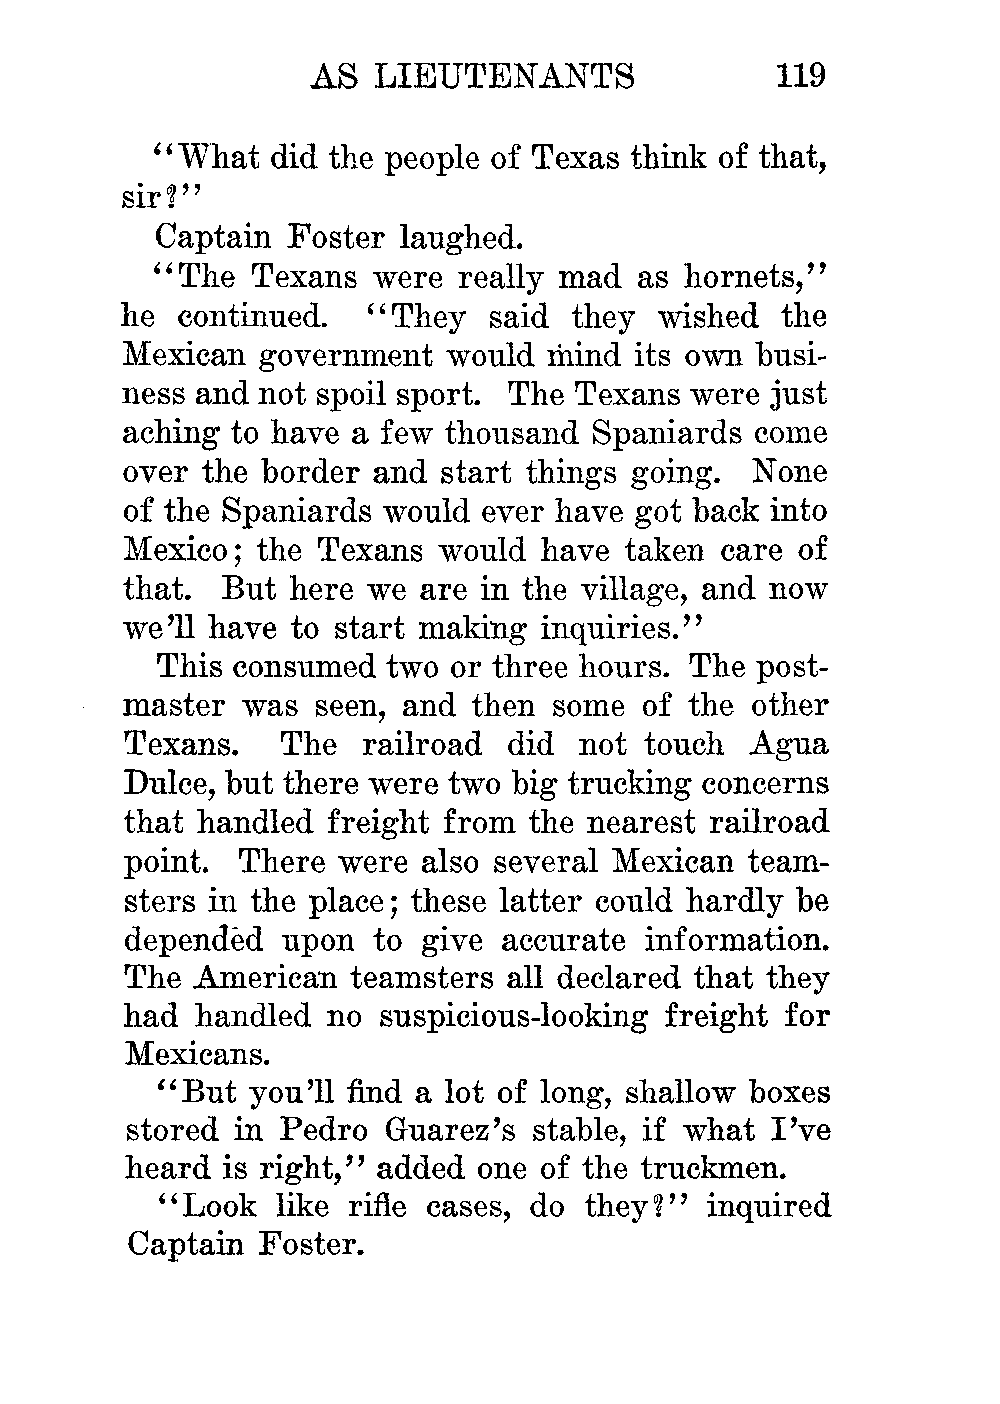 AS LIEUTENANTS 119
“What did the people of Texas think of that,
sir?”
Captain Foster laughed.
“The Texans were really mad as hornets,”
he continued. “They said they wished the
Mexican government would mind its own busi-
ness and not spoil sport. The Texans were just
aching to have a few thousand Spaniards come
over the border and start things going. None
of the Spaniards would ever have got back into
Mexico; the Texans would have taken care of
that. But here we are in the village, and now
we’ll have to start making inquiries.”
This consumed two or three hours. The post-
master was seen, and then some of the other
Texans. The railroad did not touch Agua
Dulce, but there were two big trucking concerns
that handled freight from the nearest railroad
point. There were also several Mexican team-
sters in the place; these latter could hardly be
depended upon to give accurate information.
The American teamsters all declared that they
had handled no suspicious-looking freight for
Mexicans.
“But you’ll find a lot of long, shallow boxes
stored in Pedro Guarez’s stable, if what I’ve
heard is right,” added one of the truckmen.
“Look like rifle cases, do they?” inquired
Captain Foster.